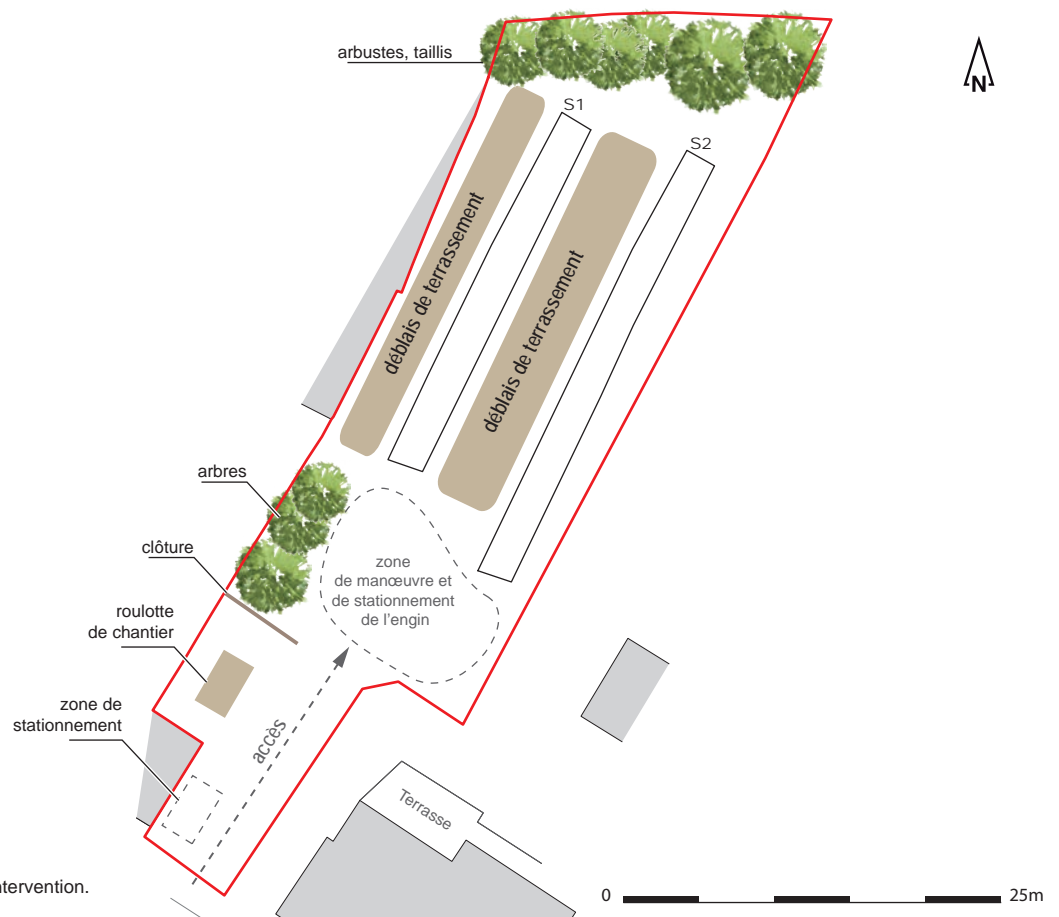 arbustes, taillis
N
S1
S2
déblais de terrassement
déblais de terrassement
arbres
clôture
zone
de manœuvre et
de stationnement
de l'engin
roulotte
de chantier
zone de
stationnement
accès
Terrasse
ntervention.
0
25m